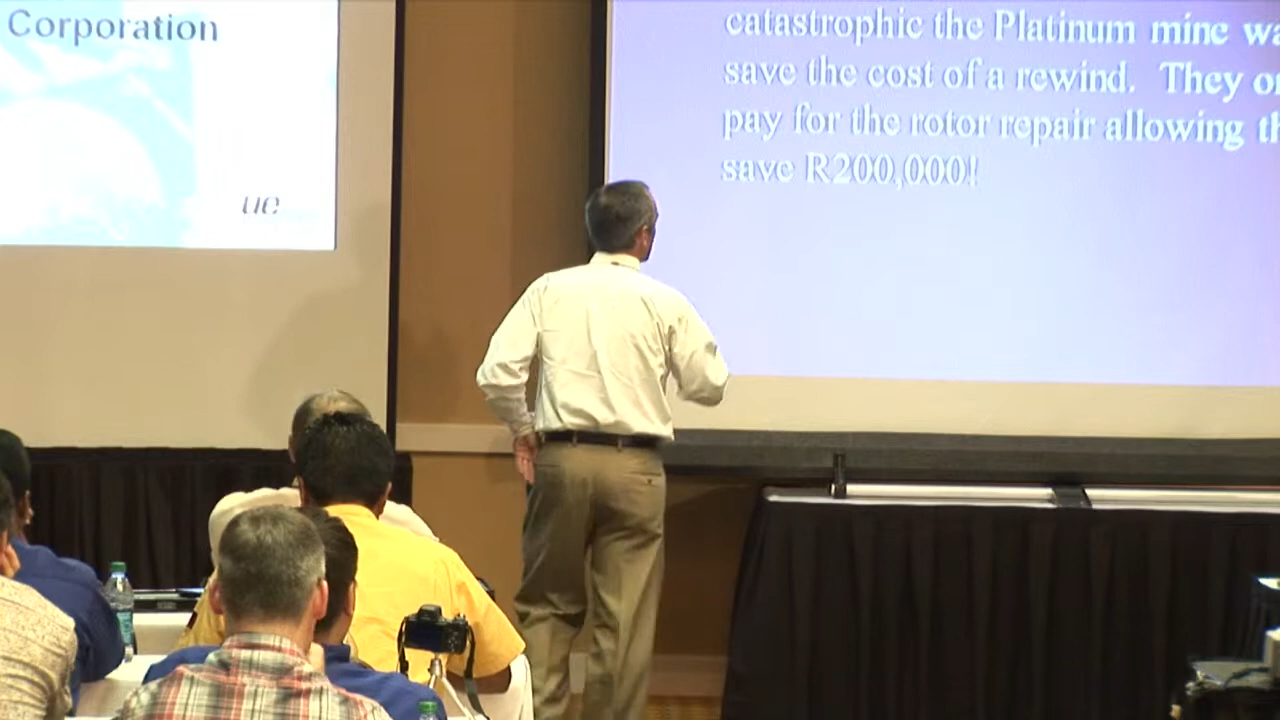 Corporation
ue
catastrophic the Platinum mine wa
save the cost of a rewind. They or
pay for the rotor repair allowing th
save R200,000!